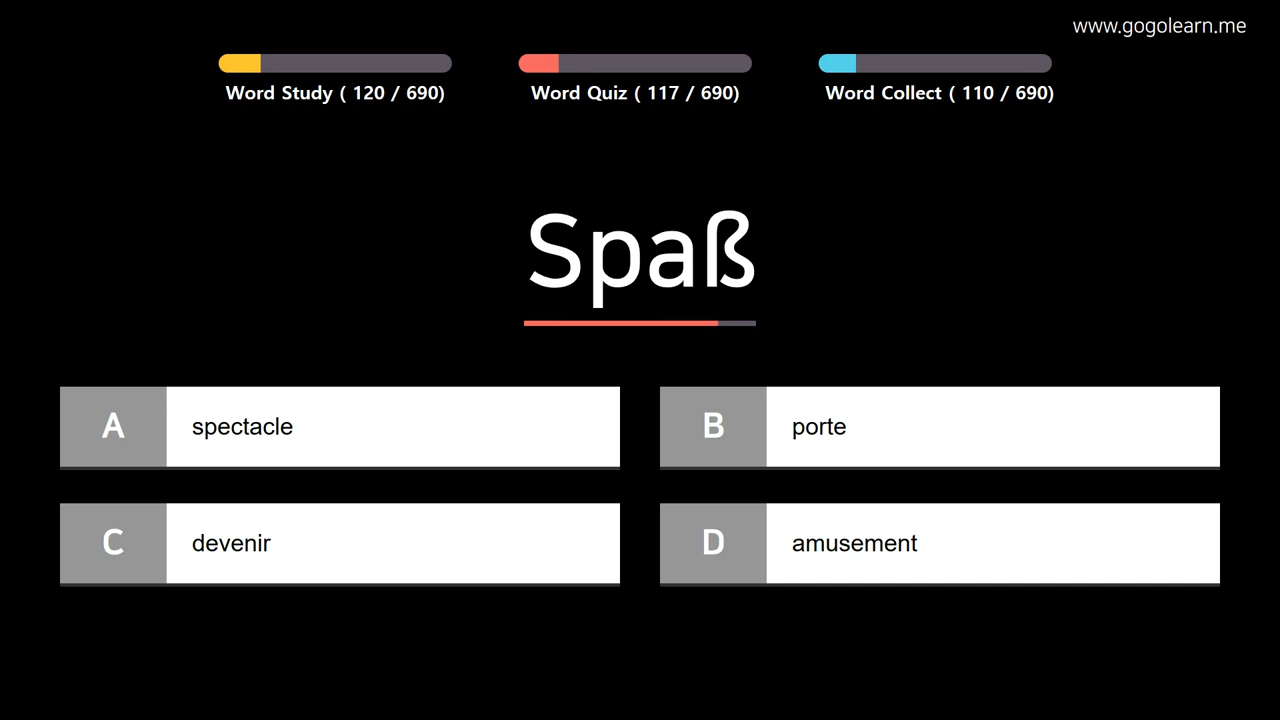 www.gogolearn.me
Word Study ( 120 / 690)
Word Quiz ( 117 / 690)
Word Collect ( 110 / 690)
Spaß
A spectacle
B porte
C devenir
D amusement